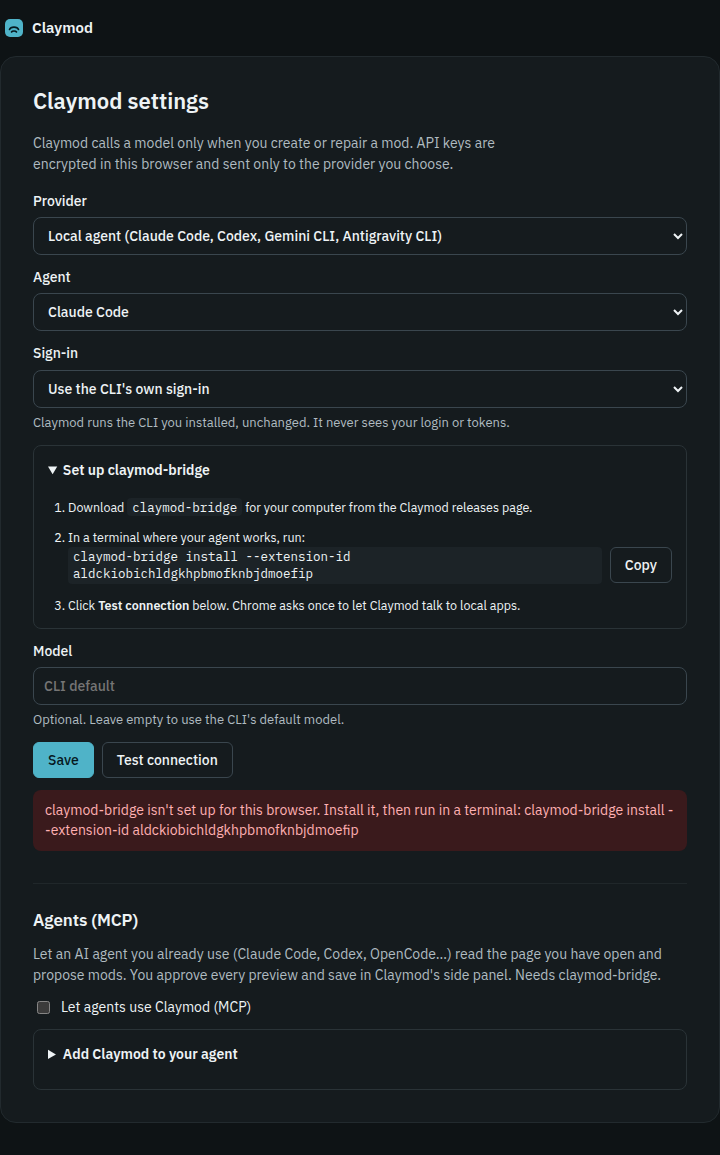 Claymod
Claymod settings
Claymod calls a model only when you create or repair a mod. API keys are
encrypted in this browser and sent only to the provider you choose.
Provider
Local agent (Claude Code, Codex, Gemini CLI, Antigravity CLI)
Agent
Claude Code
Sign-in
Use the CLI's own sign-in
Claymod runs the CLI you installed, unchanged. It never sees your login or tokens.
Set up claymod-bridge
1. Download claymod-bridge for your computer from the Claymod releases page.
2. In a terminal where your agent works, run:
claymod-bridge install --extension-id
aldckiobichldgkhpbmofknbjdmoefip
Copy
3. Click Test connection below. Chrome asks once to let Claymod talk to local apps.
Model
CLI default
Optional. Leave empty to use the CLI's default model.
Save
Test connection
claymod-bridge isn't set up for this browser. Install it, then run in a terminal: claymod-bridge install -
-extension-id aldckiobichldgkhpbmofknbjdmoefip
Agents (MCP)
Let an AI agent you already use (Claude Code, Codex, OpenCode...) read the page you have open and
propose mods. You approve every preview and save in Claymod's side panel. Needs claymod-bridge.
Let agents use Claymod (MCP)
Add Claymod to your agent